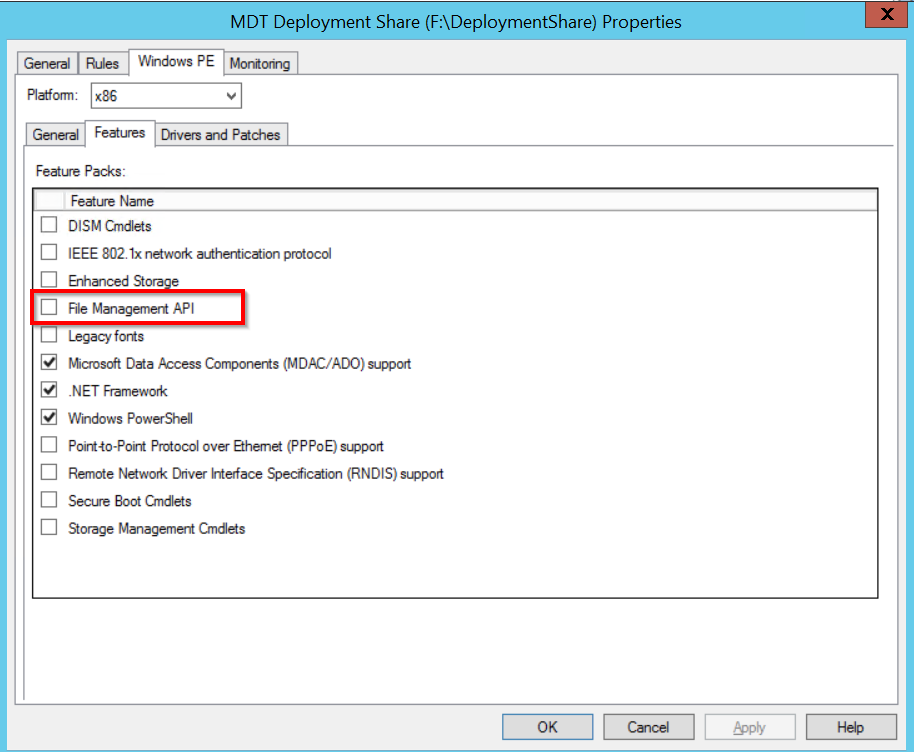 MDT Deployment Share (F:\DeploymentShare) Properties
X
General Rules Windows PE Monitoring
Platform: x86
General Features Drivers and Patches
Feature Packs:
Feature Name
DISM Cmdlets
IEEE 802.1x network authentication protocol
Enhanced Storage
File Management API
Legacy fonts
Microsoft Data Access Components (MDAC/ADO) support
.NET Framework
Windows PowerShell
Point-to-Point Protocol over Ethernet (PPPoE) support
Remote Network Driver Interface Specification (RNDIS) support
Secure Boot Cmdlets
Storage Management Cmdlets
OK Cancel Apply Help